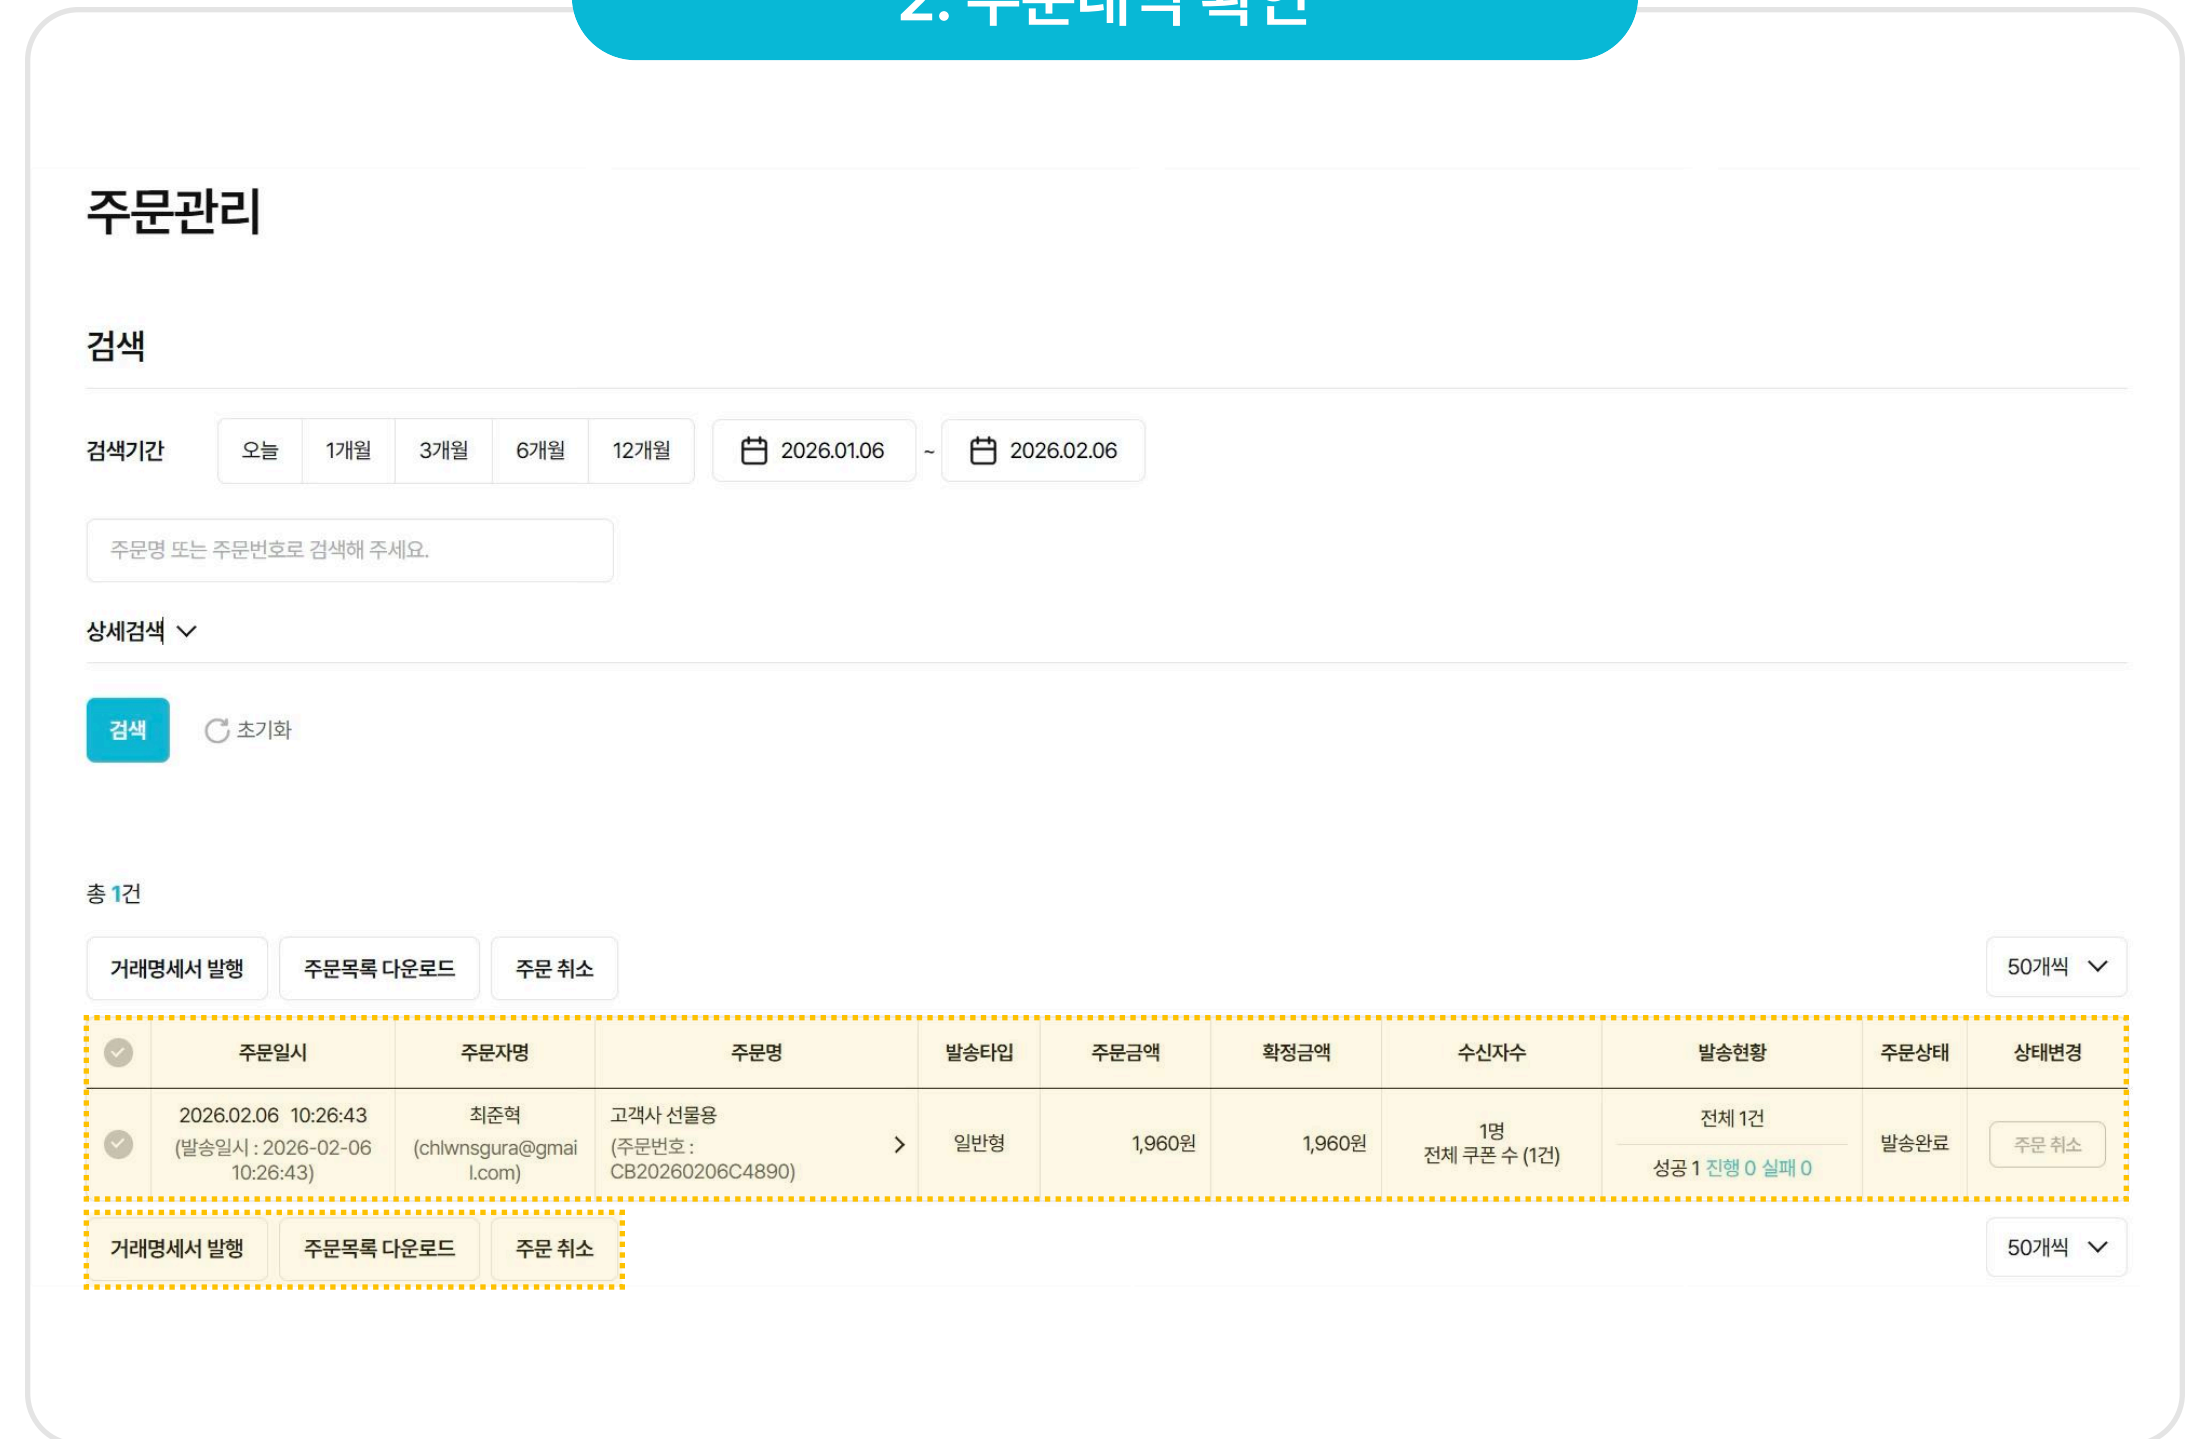 2. 주문내역 확인
주문관리
검색
검색기간 오늘 1개월 3개월 6개월 12개월 2026.01.06 ~ 2026.02.06
주문명 또는 주문번호로 검색해 주세요.
상세검색
검색 초기화
총 1건
거래명세서 발행 주문목록 다운로드 주문 취소 50개씩
주문일시 주문자명 주문명 발송타입 주문금액 확정금액 수신자수 발송현황 주문상태 상태변경
2026.02.06 10:26:43
(발송일시 : 2026-02-06
10:26:43)
최준혁
(chlwnsgura@gmai
l.com)
고객사 선물용
(주문번호 :
CB20260206C4890)
일반형
1,960원
1,960원
1명
전체 쿠폰 수 (1건)
전체 1건
성공 1 진행 0 실패 0
발송완료
주문 취소
거래명세서 발행 주문목록 다운로드 주문 취소 50개씩